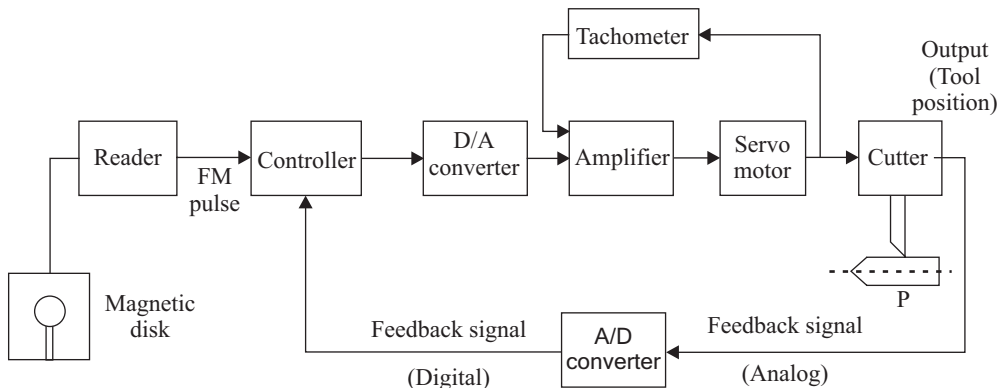 Tachometer
Output
(Tool
position)
Reader
FM
pulse
Controller
D/A
converter
Amplifier
Servo
motor
Cutter
P
Magnetic
disk
Feedback signal
(Digital)
A/D
converter
Feedback signal
(Analog)